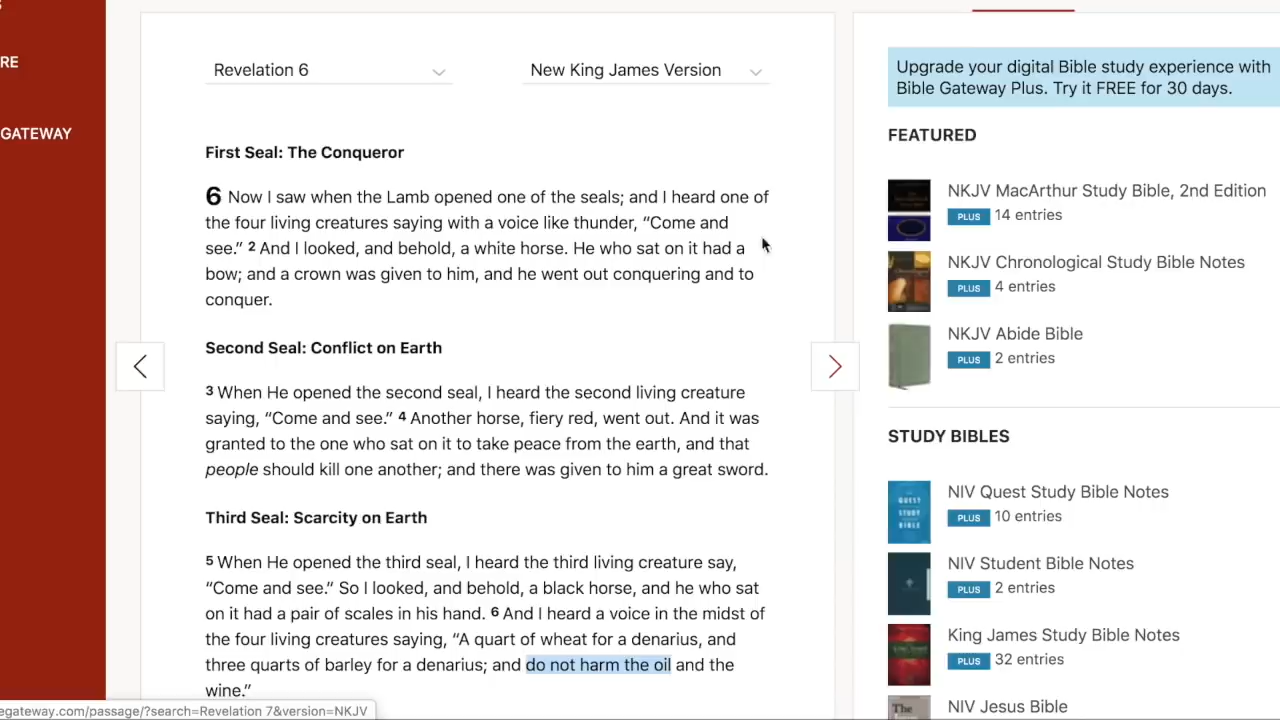 RE
GATEWAY
Revelation 6
New King James Version
First Seal: The Conqueror
6 Now I saw when the Lamb opened one of the seals; and I heard one of
the four living creatures saying with a voice like thunder, “Come and
see.” 2 And I looked, and behold, a white horse. He who sat on it had a
bow; and a crown was given to him, and he went out conquering and to
conquer.
Second Seal: Conflict on Earth
3 When He opened the second seal, I heard the second living creature
saying, “Come and see.” 4 Another horse, fiery red, went out. And it was
granted to the one who sat on it to take peace from the earth, and that
people should kill one another; and there was given to him a great sword.
Third Seal: Scarcity on Earth
5 When He opened the third seal, I heard the third living creature say,
“Come and see.” So I looked, and behold, a black horse, and he who sat
on it had a pair of scales in his hand. 6 And I heard a voice in the midst of
the four living creatures saying, “A quart of wheat for a denarius, and
three quarts of barley for a denarius; and do not harm the oil and the
wine.”
egateway.com/passage/?search=Revelation 7&version=NKJV
Upgrade your digital Bible study experience with
Bible Gateway Plus. Try it FREE for 30 days.
FEATURED
NKJV MacArthur Study Bible, 2nd Edition
PLUS 14 entries
NKJV Chronological Study Bible Notes
PLUS 4 entries
NKJV Abide Bible
PLUS 2 entries
STUDY BIBLES
QUEST
STUDY
BIBLE
NIV Quest Study Bible Notes
PLUS 10 entries
NIV Student Bible Notes
PLUS 2 entries
King James Study Bible Notes
PLUS 32 entries
The
NIV Jesus Bible